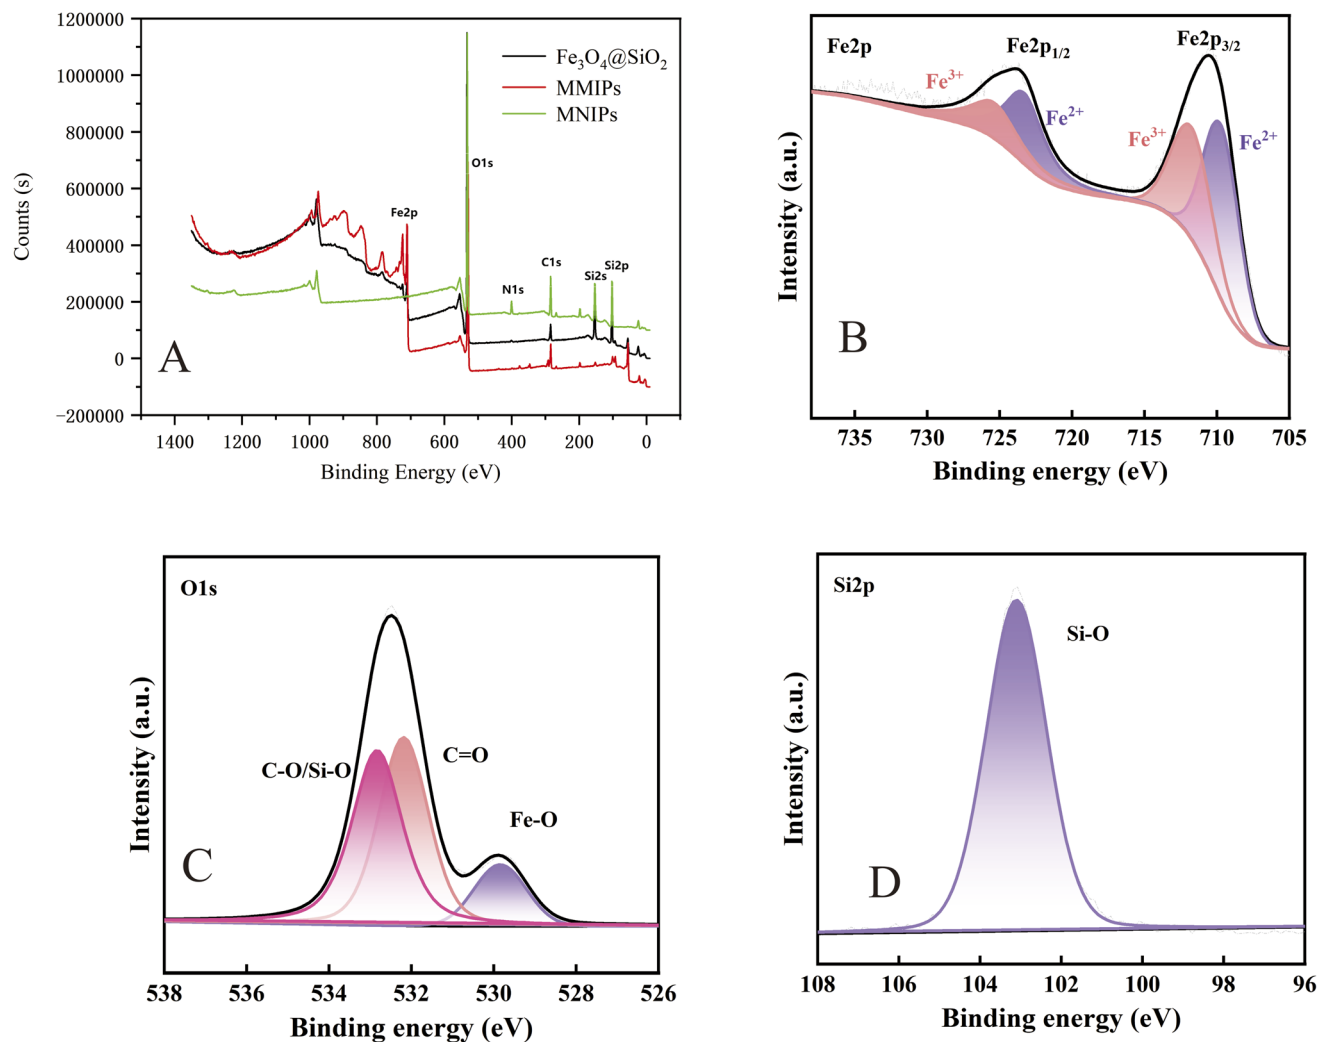 1200000
1000000
800000
600000
400000
200000
0
−200000
Counts (s)
Fe₃O₄@SiO₂
MMIPs
MNIPs
O1s
Fe2p
N1s
C1s
Si2s
Si2p
A
1400 1200 1000 800 600 400 200 0
Binding Energy (eV)
Fe2p
Fe2p₁/₂
Fe2p₃/₂
Fe³⁺
Fe²⁺
Fe³⁺
Fe²⁺
Intensity (a.u.)
B
735 730 725 720 715 710 705
Binding energy (eV)
O1s
C-O/Si-O
C=O
Fe-O
Intensity (a.u.)
C
538 536 534 532 530 528 526
Binding energy (eV)
Si2p
Si-O
Intensity (a.u.)
D
108 106 104 102 100 98 96
Binding energy (eV)